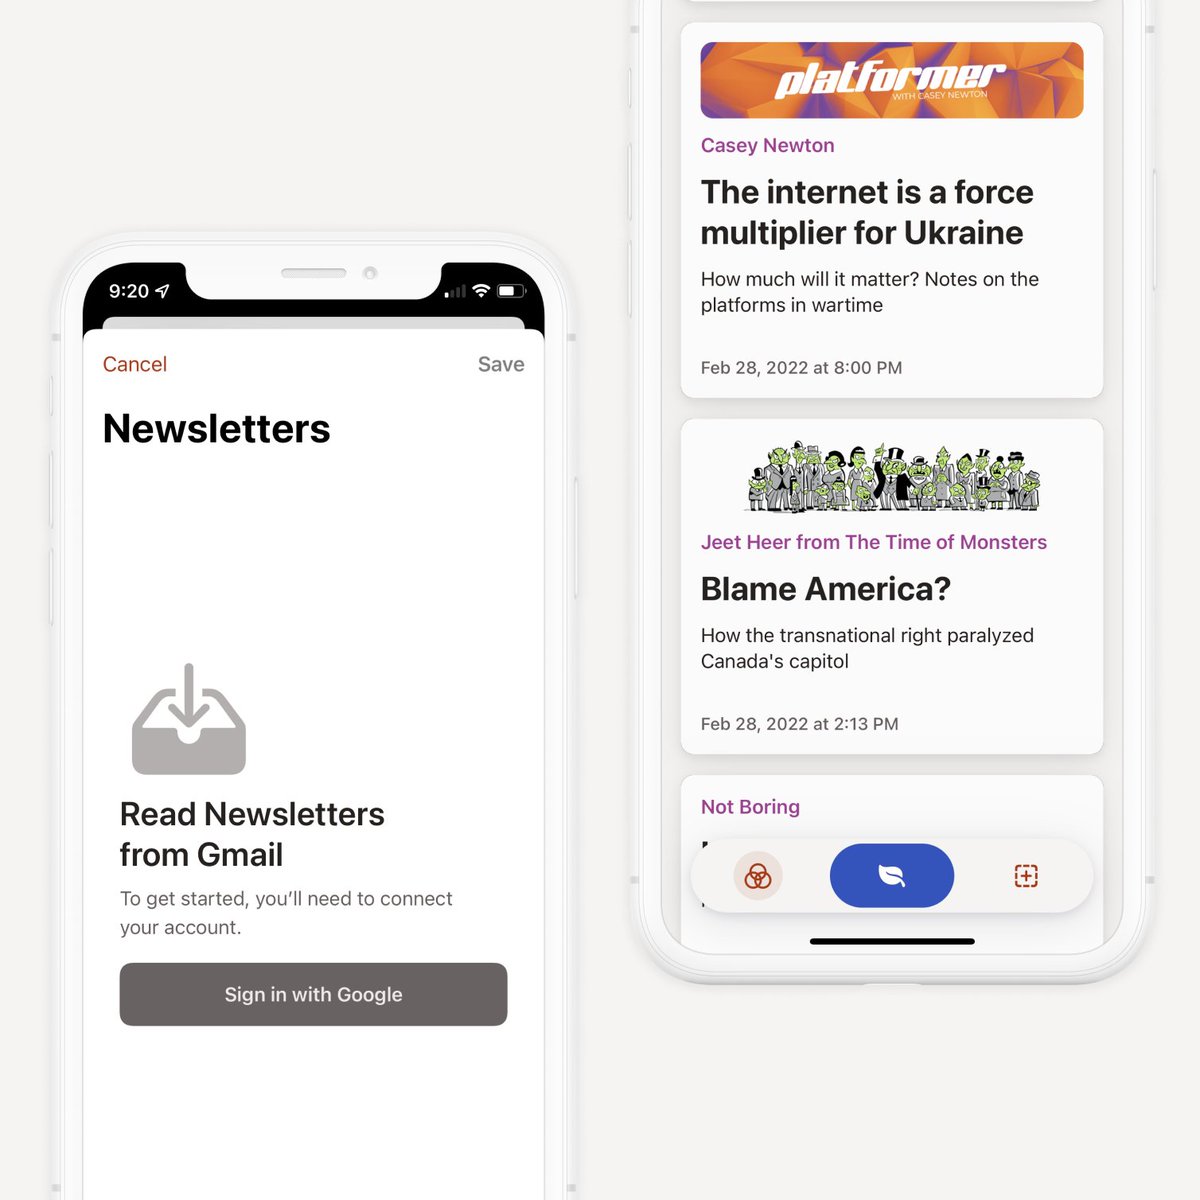 9:20
Cancel
Save
Newsletters
Read Newsletters
from Gmail
To get started, you’ll need to connect
your account.
Sign in with Google
platformer
WITH CASEY NEWTON
Casey Newton
The internet is a force
multiplier for Ukraine
How much will it matter? Notes on the
platforms in wartime
Feb 28, 2022 at 8:00 PM
Jeet Heer from The Time of Monsters
Blame America?
How the transnational right paralyzed
Canada's capitol
Feb 28, 2022 at 2:13 PM
Not Boring